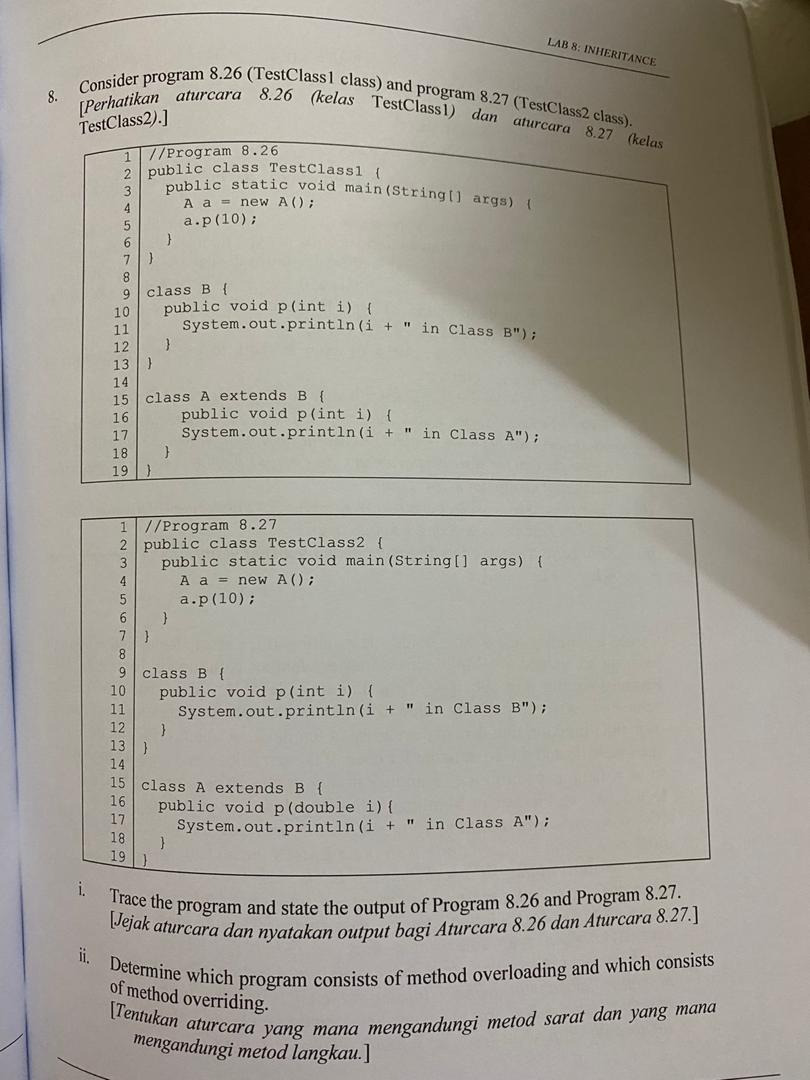 LAB 8: INHERITANCE
8. Consider program 8.26 (TestClass1 class) and program 8.27 (TestClass2 class).
[Perhatikan aturcara 8.26 (kelas TestClass1) dan aturcara 8.27 (kelas
TestClass2).]
1 //Program 8.26
2 public class TestClass1 {
3 public static void main(String[] args) {
4 A a = new A();
5 a.p(10);
6 }
7 }
8
9 class B {
10 public void p(int i) {
11 System.out.println(i + " in Class B");
12 }
13 }
14
15 class A extends B {
16 public void p(int i) {
17 System.out.println(i + " in Class A");
18 }
19 }
1 //Program 8.27
2 public class TestClass2 {
3 public static void main(String[] args) {
4 A a = new A();
5 a.p(10);
6 }
7 }
8
9 class B {
10 public void p(int i) {
11 System.out.println(i + " in Class B");
12 }
13 }
14
15 class A extends B {
16 public void p(double i){
17 System.out.println(i + " in Class A");
18 }
19 }
i. Trace the program and state the output of Program 8.26 and Program 8.27.
[Jejak aturcara dan nyatakan output bagi Aturcara 8.26 dan Aturcara 8.27.]
ii. Determine which program consists of method overloading and which consists
of method overriding.
[Tentukan aturcara yang mana mengandungi metod sarat dan yang mana
mengandungi metod langkau.]